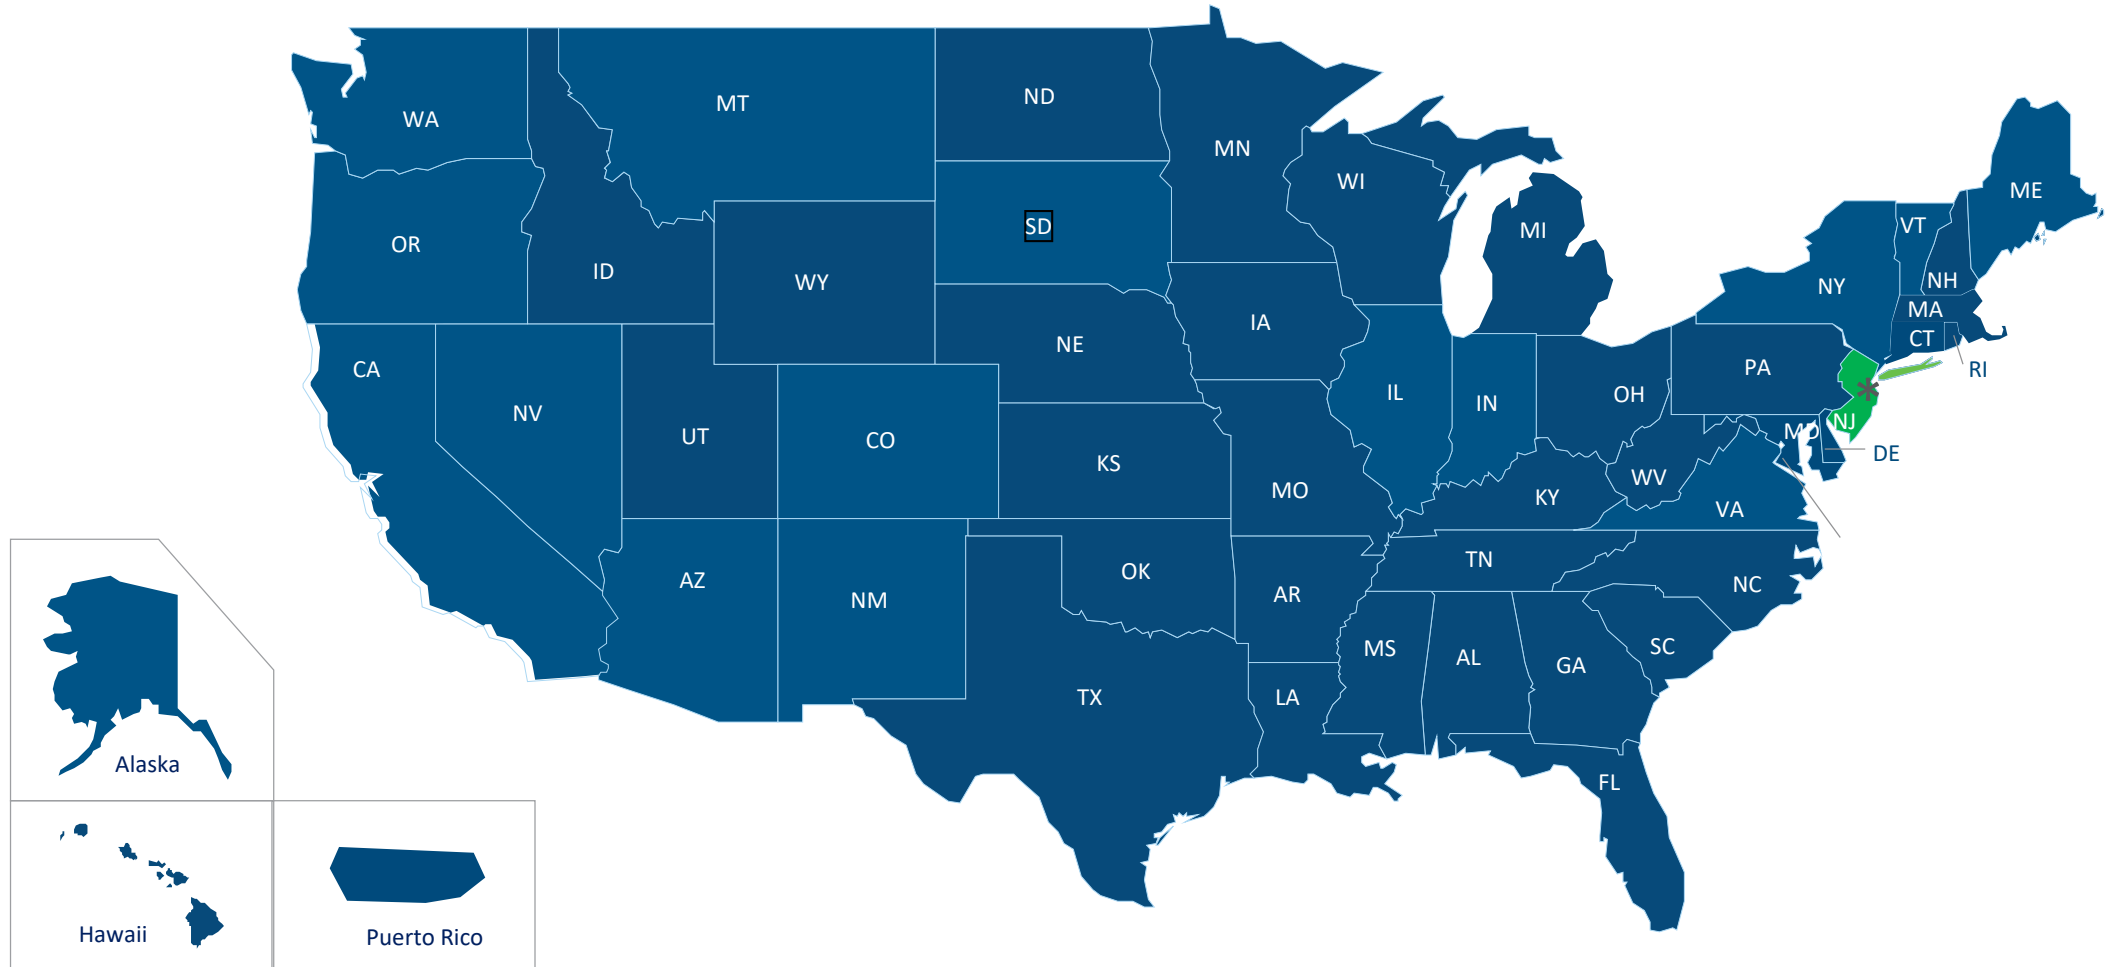 WA
MT
ND
MN
WI
MI
ME
VT
NH
NY
MA
CT
RI
OR
ID
WY
SD
IA
NE
PA
NJ
*
CA
NV
UT
CO
KS
MO
IL
IN
OH
WV
MD
DE
VA
KY
AZ
NM
OK
AR
TN
NC
SC
TX
LA
MS
AL
GA
FL
Alaska
Hawaii
Puerto Rico